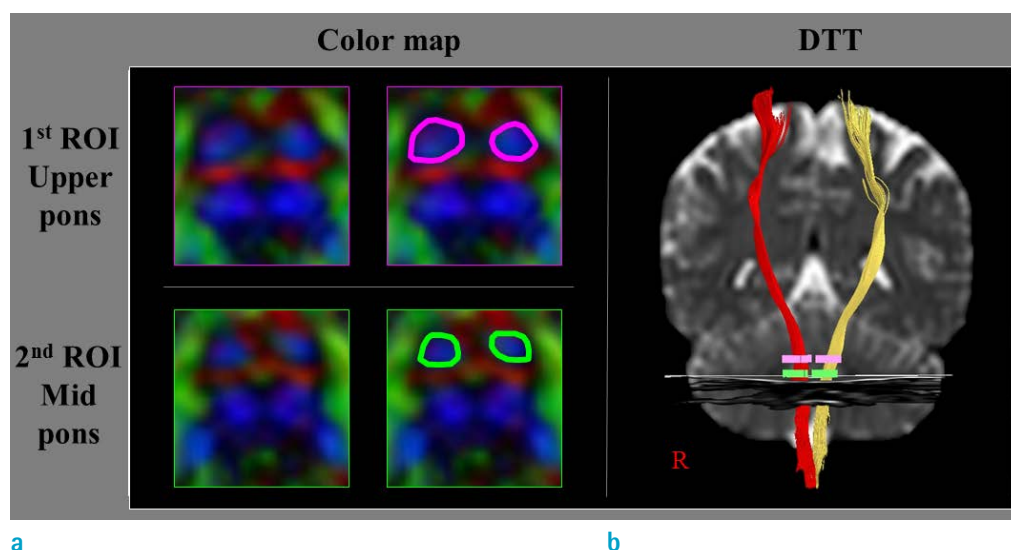 Color map
DTT
1st ROI
Upper
pons
2nd ROI
Mid
pons
R
a
b